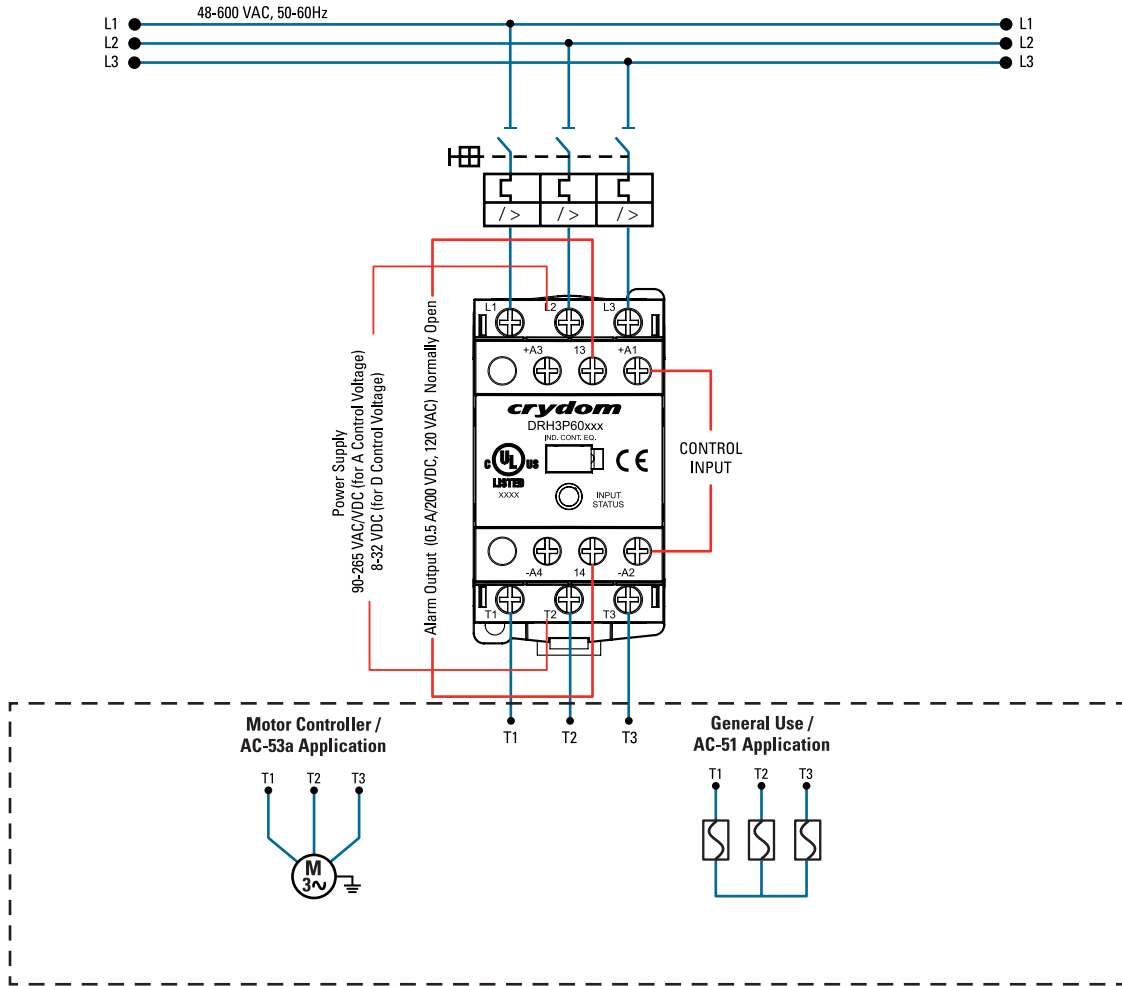 48-600 VAC, 50-60Hz
L1
L1
L2
L2
L3
L3
/ >
/ >
/ >
L1
L2
L3
+A3
13
+A1
crydom
DRH3P60xxx
IND. CONT. EQ.
C UL US
LISTED
XXXX
CE
INPUT
STATUS
-A4
14
-A2
T1
T2
T3
CONTROL
INPUT
Power Supply
90-265 VAC/VDC (for A Control Voltage)
8-32 VDC (for D Control Voltage)
Alarm Output (0.5 A/200 VDC, 120 VAC) Normally Open
T1
T2
T3
Motor Controller /
AC-53a Application
T1
T2
T3
M
3~
General Use /
AC-51 Application
T1
T2
T3